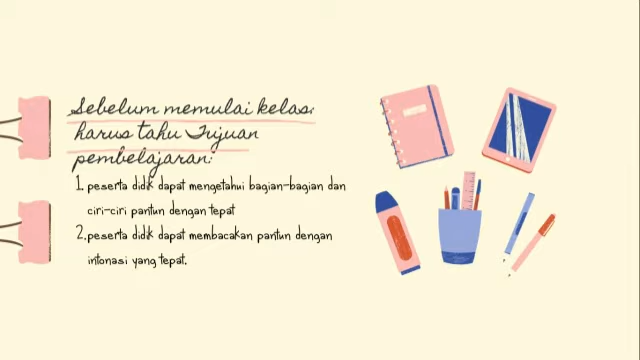 Sebelum memulai kelas.
harus tahu Tujuan
pembelajaran:
1. peserta didik dapat mengetahui bagian-bagian dan
ciri-ciri pantun dengan tepat
2. peserta didik dapat membacakan pantun dengan
intonasi yang tepat.